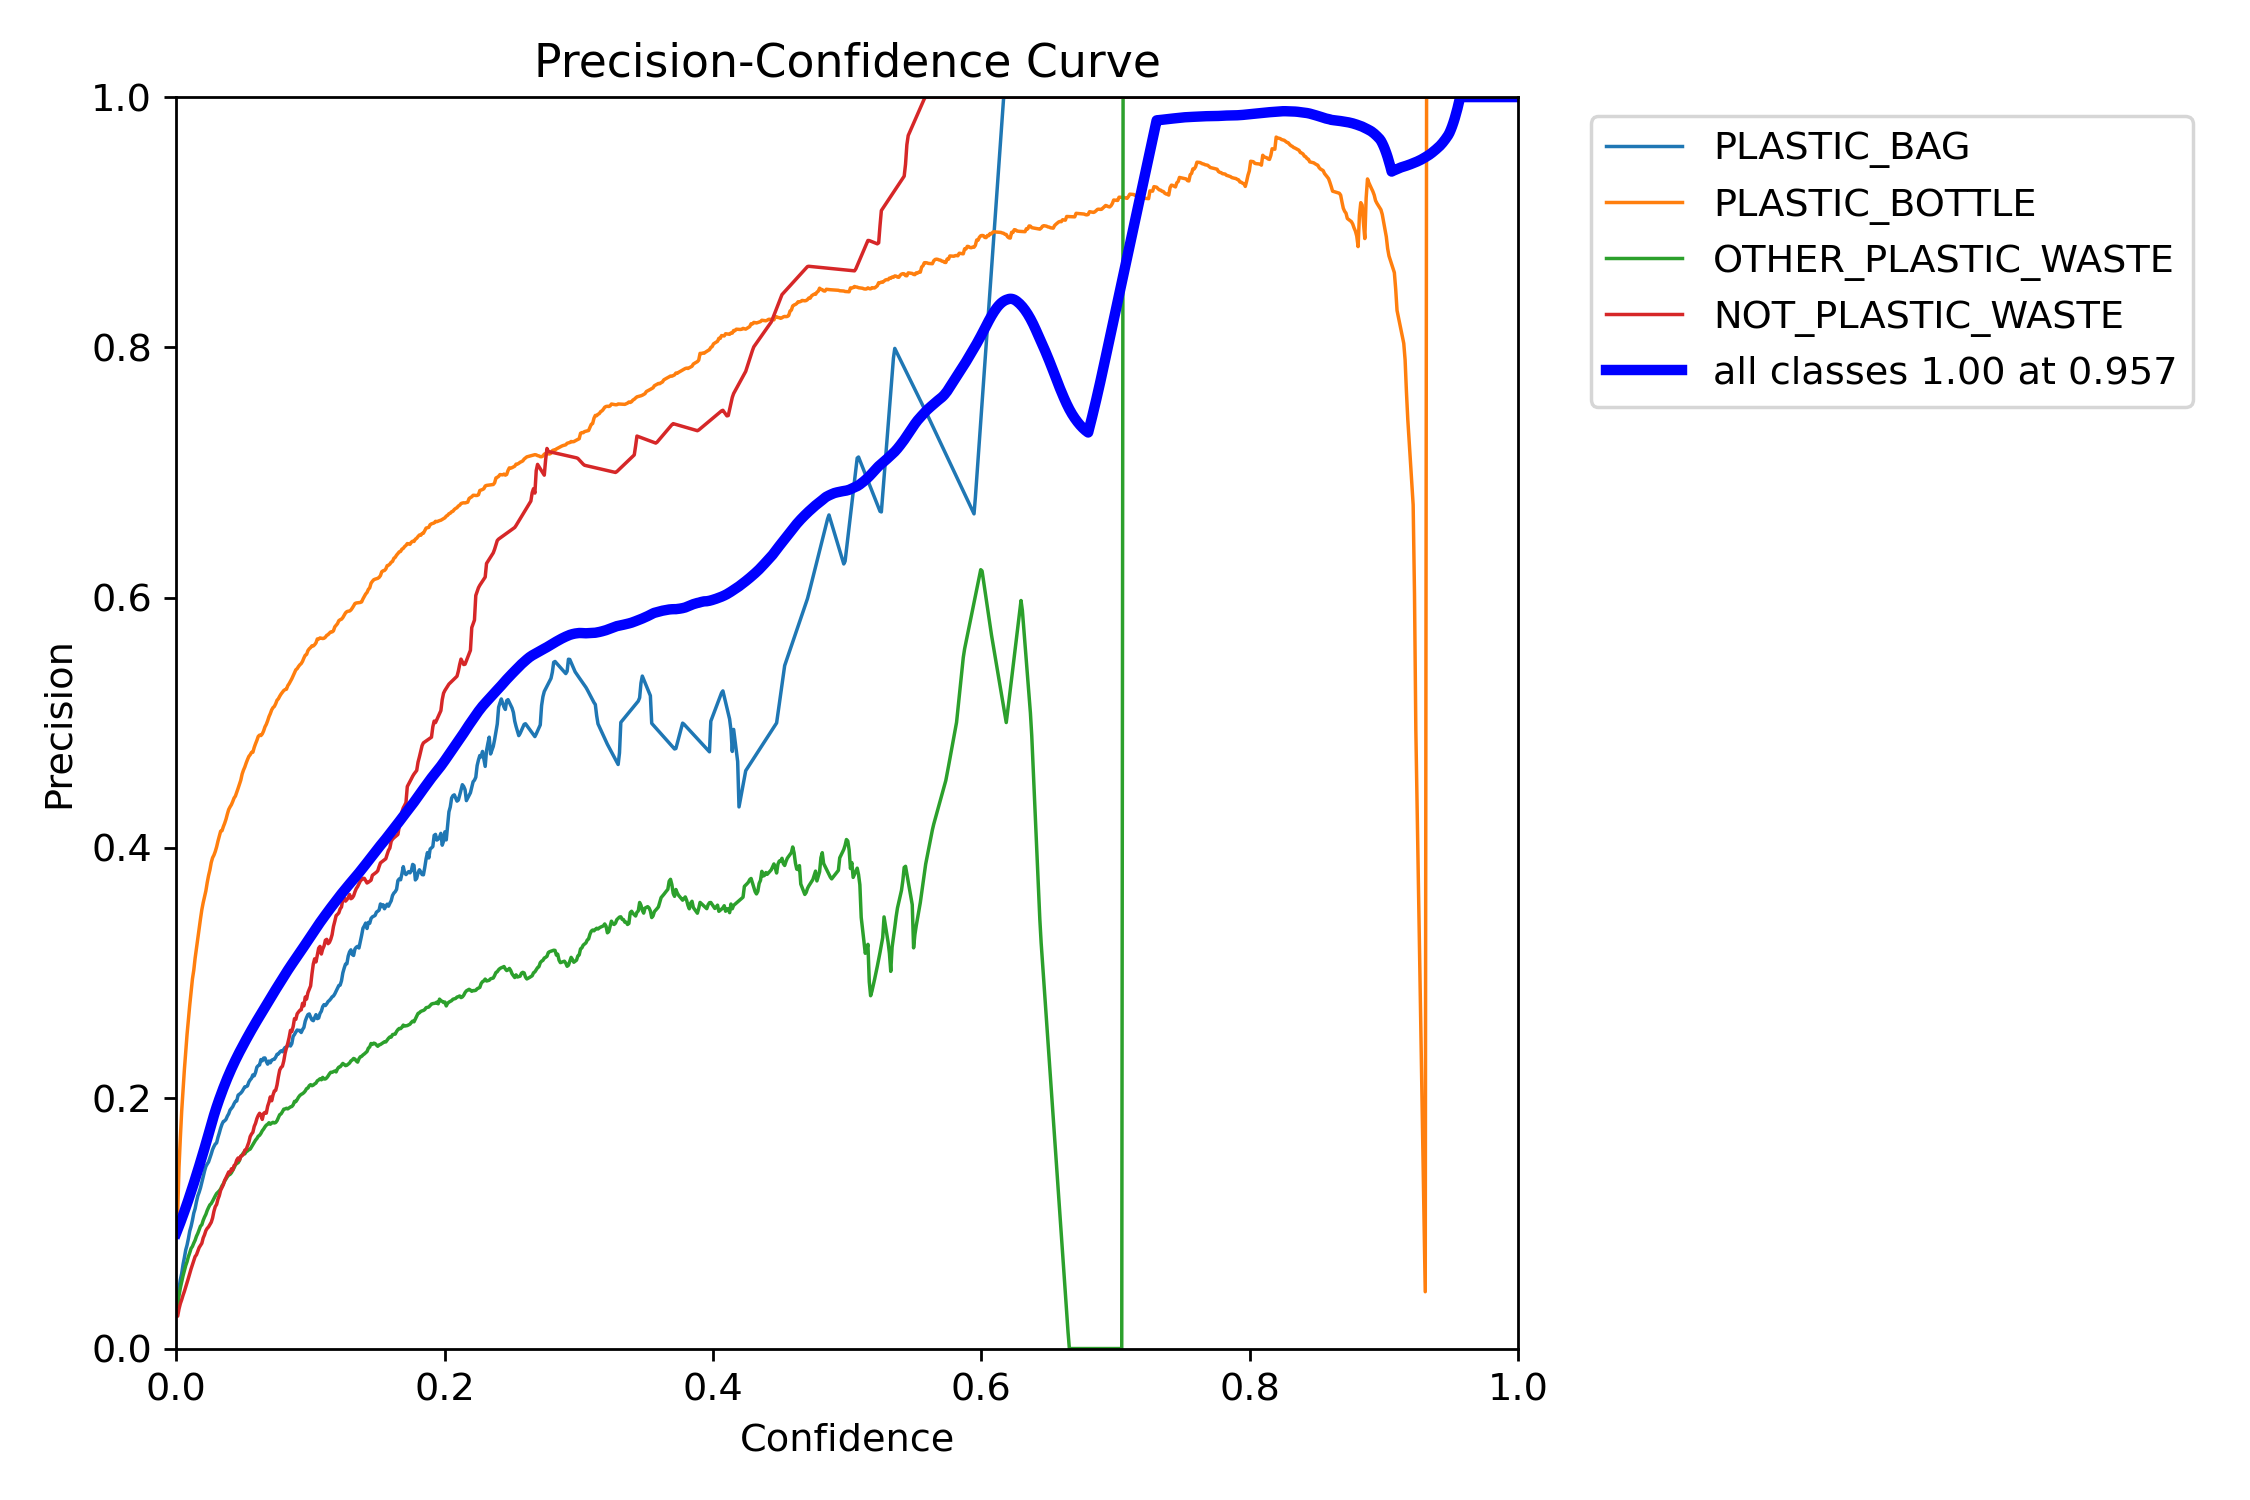 Precision-Confidence Curve
1.0
0.8
0.6
0.4
0.2
0.0
Precision
0.0 0.2 0.4 0.6 0.8 1.0
Confidence
PLASTIC_BAG
PLASTIC_BOTTLE
OTHER_PLASTIC_WASTE
NOT_PLASTIC_WASTE
all classes 1.00 at 0.957